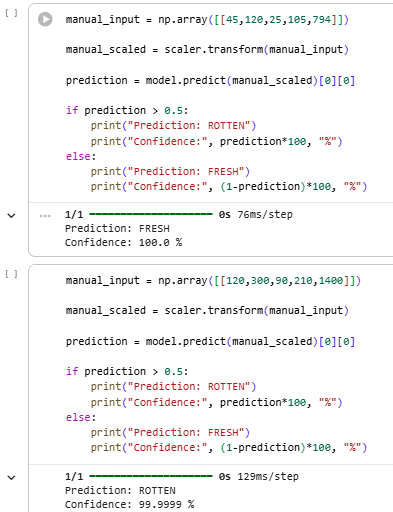 [ ]
manual_input = np.array([[45,120,25,105,794]])
manual_scaled = scaler.transform(manual_input)
prediction = model.predict(manual_scaled)[0][0]
if prediction > 0.5:
    print("Prediction: ROTTEN")
    print("Confidence:", prediction*100, "%")
else:
    print("Prediction: FRESH")
    print("Confidence:", (1-prediction)*100, "%")
1/1 ━━━━━━━━━━━━━━━━━━━━ 0s 76ms/step
Prediction: FRESH
Confidence: 100.0 %
[ ]
manual_input = np.array([[120,300,90,210,1400]])
manual_scaled = scaler.transform(manual_input)
prediction = model.predict(manual_scaled)[0][0]
if prediction > 0.5:
    print("Prediction: ROTTEN")
    print("Confidence:", prediction*100, "%")
else:
    print("Prediction: FRESH")
    print("Confidence:", (1-prediction)*100, "%")
1/1 ━━━━━━━━━━━━━━━━━━━━ 0s 129ms/step
Prediction: ROTTEN
Confidence: 99.9999 %